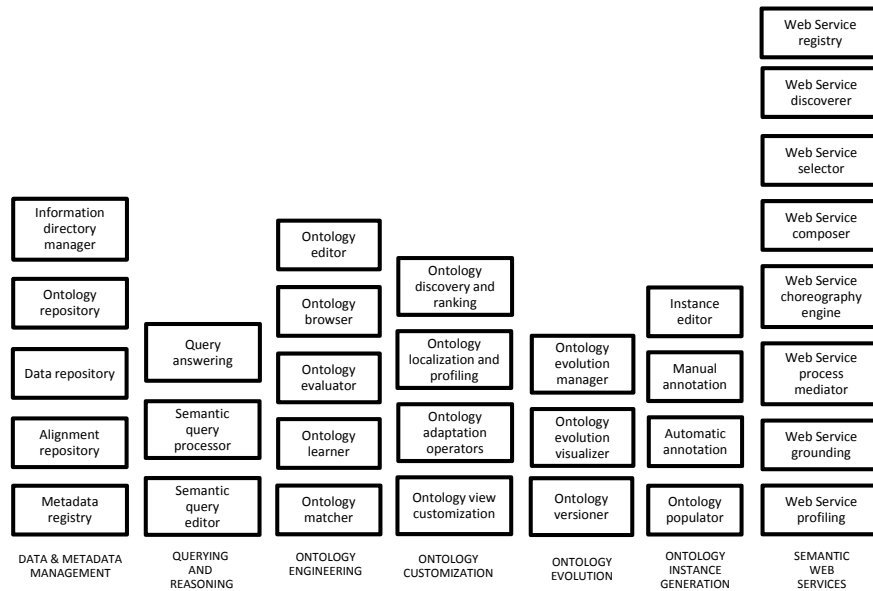 Information
directory
manager
Ontology
repository
Data repository
Alignment
repository
Metadata
registry
DATA & METADATA
MANAGEMENT
Query
answering
Semantic
query
processor
Semantic
query
editor
QUERYING
AND
REASONING
Ontology
editor
Ontology
browser
Ontology
evaluator
Ontology
learner
Ontology
matcher
ONTOLOGY
ENGINEERING
Ontology
discovery and
ranking
Ontology
localization and
profiling
Ontology
adaptation
operators
Ontology view
customization
ONTOLOGY
CUSTOMIZATION
Ontology
evolution
manager
Ontology
evolution
visualizer
Ontology
versioner
ONTOLOGY
EVOLUTION
Instance
editor
Manual
annotation
Automatic
annotation
Ontology
populator
ONTOLOGY
INSTANCE
GENERATION
Web Service
registry
Web Service
discoverer
Web Service
selector
Web Service
composer
Web Service
choreography
engine
Web Service
process
mediator
Web Service
grounding
Web Service
profiling
SEMANTIC
WEB
SERVICES